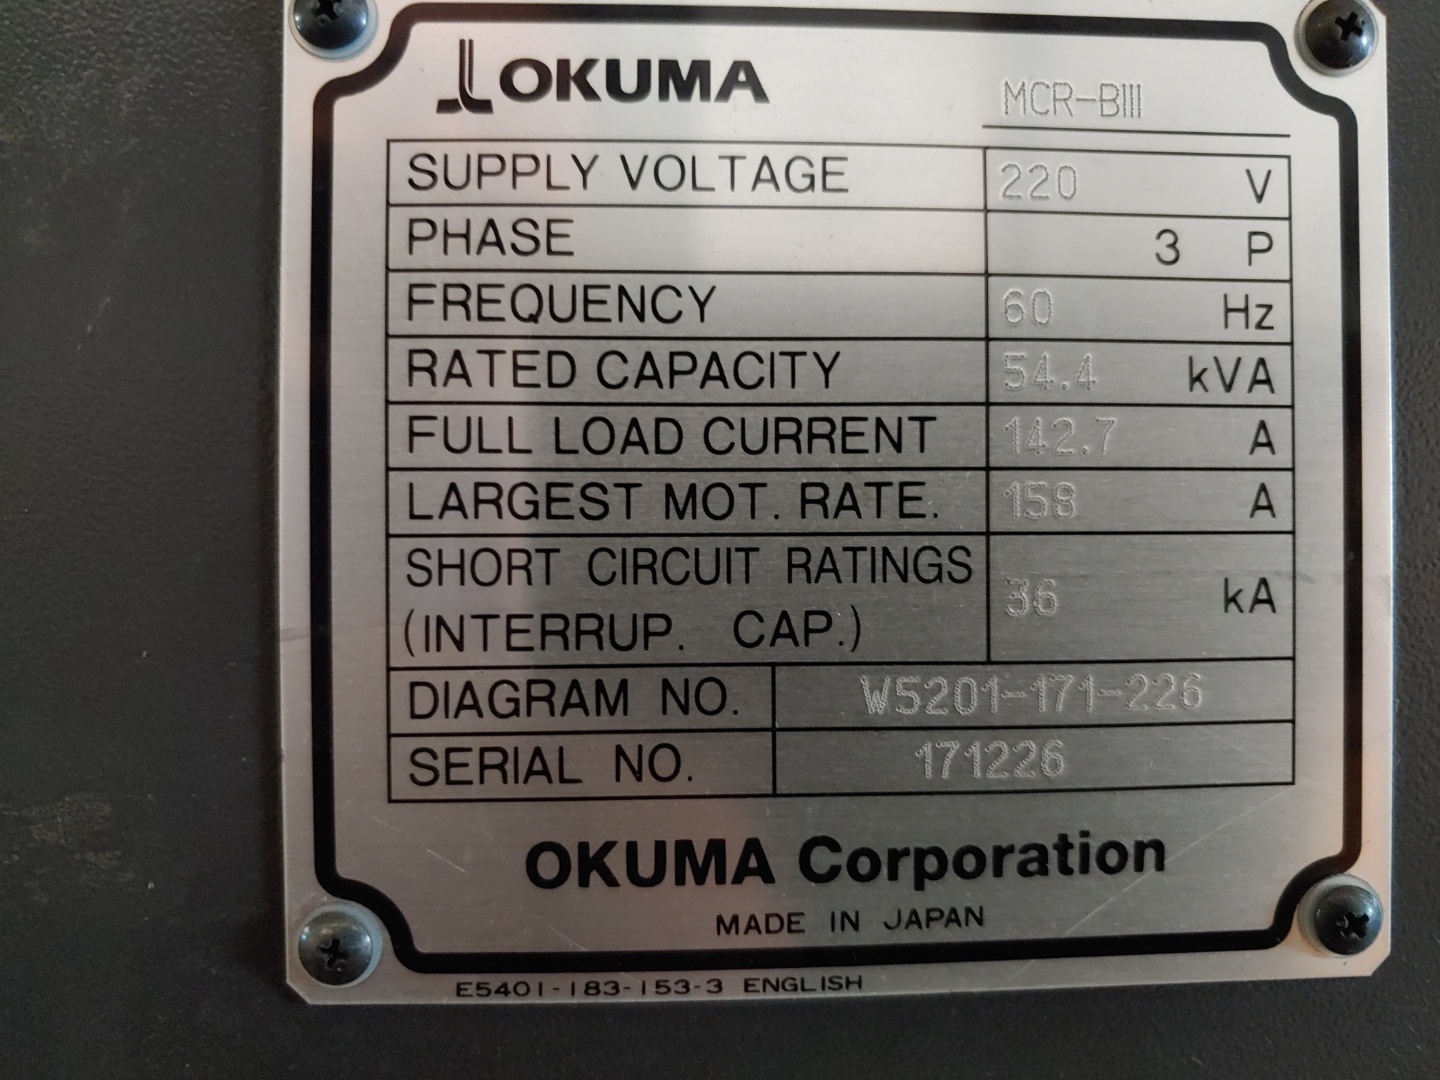 OKUMA MCR-BIII
SUPPLY VOLTAGE 220 V
PHASE 3 P
FREQUENCY 60 Hz
RATED CAPACITY 54.4 kVA
FULL LOAD CURRENT 142.7 A
LARGEST MOT. RATE. 158 A
SHORT CIRCUIT RATINGS
(INTERRUP. CAP.) 36 kA
DIAGRAM NO. W5201-171-226
SERIAL NO. 171226
OKUMA Corporation
MADE IN JAPAN
E5401-183-153-3 ENGLISH